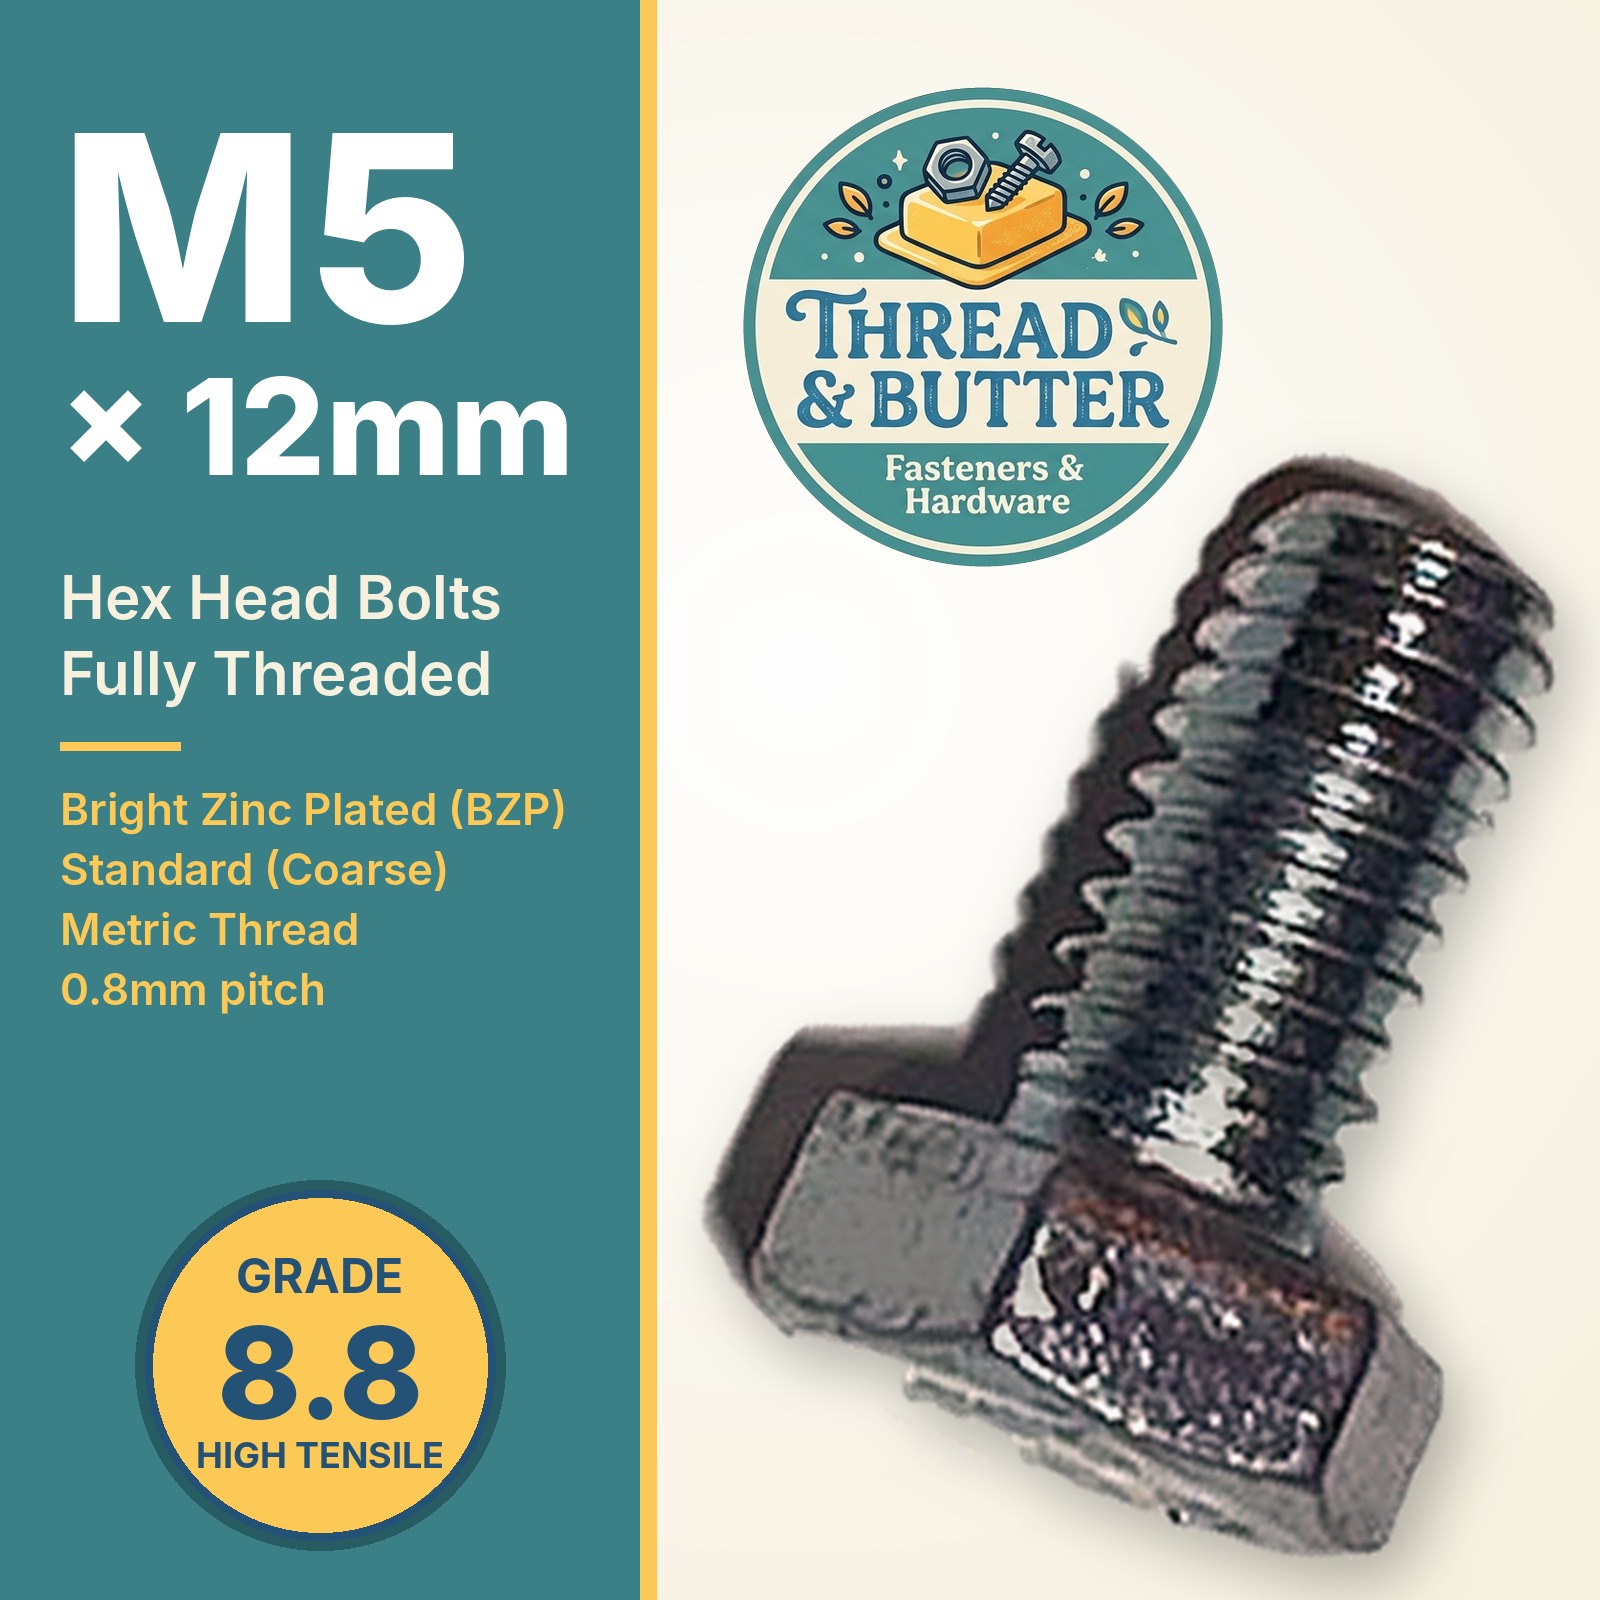 M5
× 12mm
Hex Head Bolts
Fully Threaded
Bright Zinc Plated (BZP)
Standard (Coarse)
Metric Thread
0.8mm pitch
GRADE
8.8
HIGH TENSILE
THREAD
& BUTTER
Fasteners &
Hardware